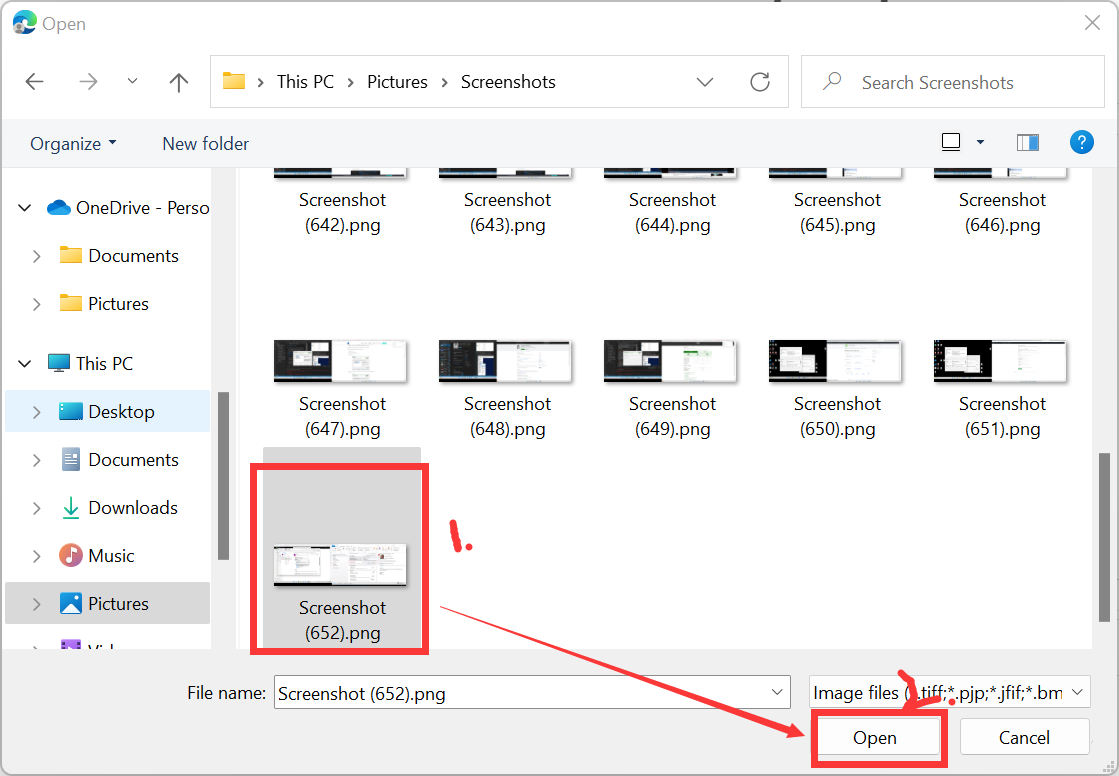 Open
This PC > Pictures > Screenshots
Search Screenshots
Organize
New folder
?
OneDrive - Perso
Documents
Pictures
This PC
Desktop
Documents
Downloads
Music
Pictures
Screenshot
(642).png
Screenshot
(643).png
Screenshot
(644).png
Screenshot
(645).png
Screenshot
(646).png
Screenshot
(647).png
Screenshot
(648).png
Screenshot
(649).png
Screenshot
(650).png
Screenshot
(651).png
Screenshot
(652).png
1.
File name:
Screenshot (652).png
Image files (*.tiff;*.pjp;*.jfif;*.bm
2.
Open
Cancel